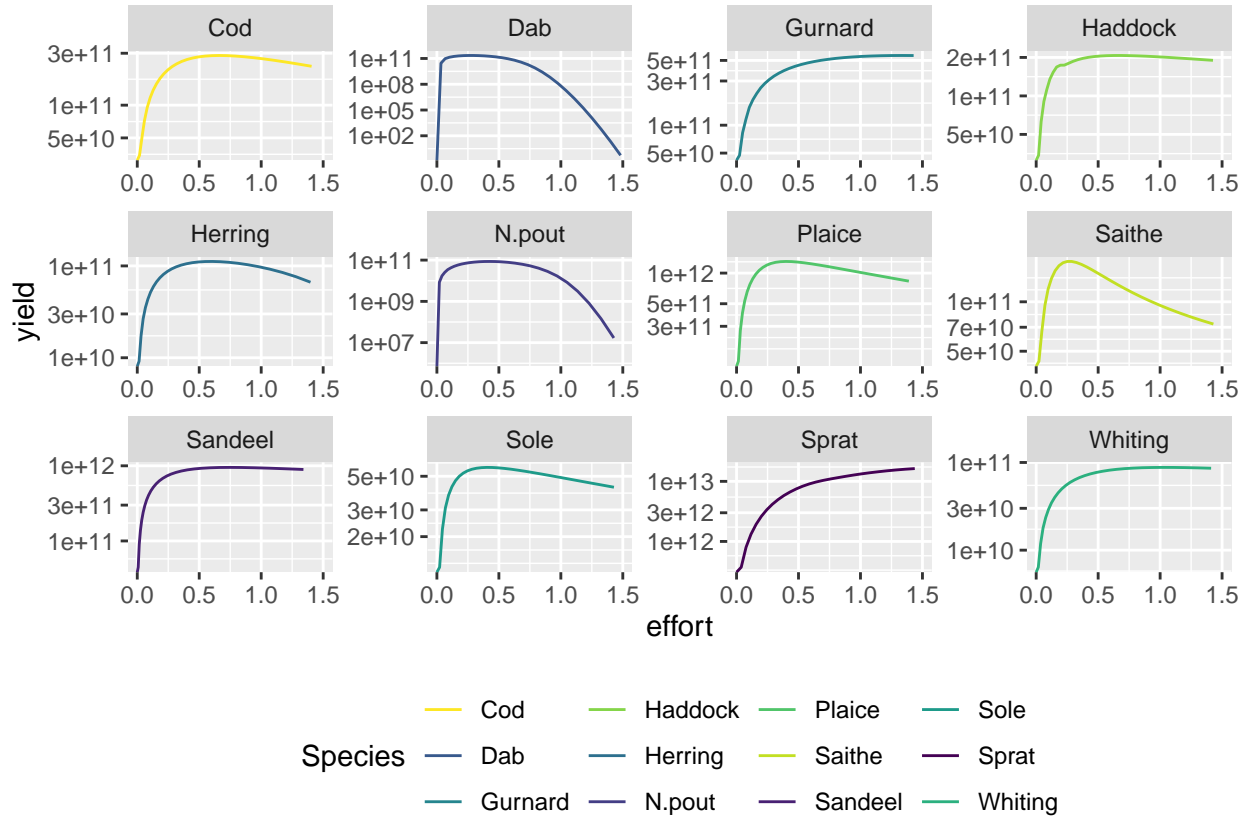 Cod Dab Gurnard Haddock
3e+11 1e+11 5e+10
1e+11 1e+08 1e+05 1e+02
5e+11 3e+11 1e+11 5e+10
2e+11 1e+11 5e+10
0.0 0.5 1.0 1.5 0.0 0.5 1.0 1.5 0.0 0.5 1.0 1.5 0.0 0.5 1.0 1.5
Herring N.pout Plaice Saithe
1e+11 3e+10 1e+10
1e+11 1e+09 1e+07
1e+12 5e+11 3e+11
1e+11 7e+10 5e+10
0.0 0.5 1.0 1.5 0.0 0.5 1.0 1.5 0.0 0.5 1.0 1.5 0.0 0.5 1.0 1.5
yield
Sandeel Sole Sprat Whiting
1e+12 3e+11 1e+11
5e+10 3e+10 2e+10
1e+13 3e+12 1e+12
1e+11 3e+10 1e+10
0.0 0.5 1.0 1.5 0.0 0.5 1.0 1.5 0.0 0.5 1.0 1.5 0.0 0.5 1.0 1.5
effort
Species
Cod Haddock Plaice Sole
Dab Herring Saithe Sprat
Gurnard N.pout Sandeel Whiting